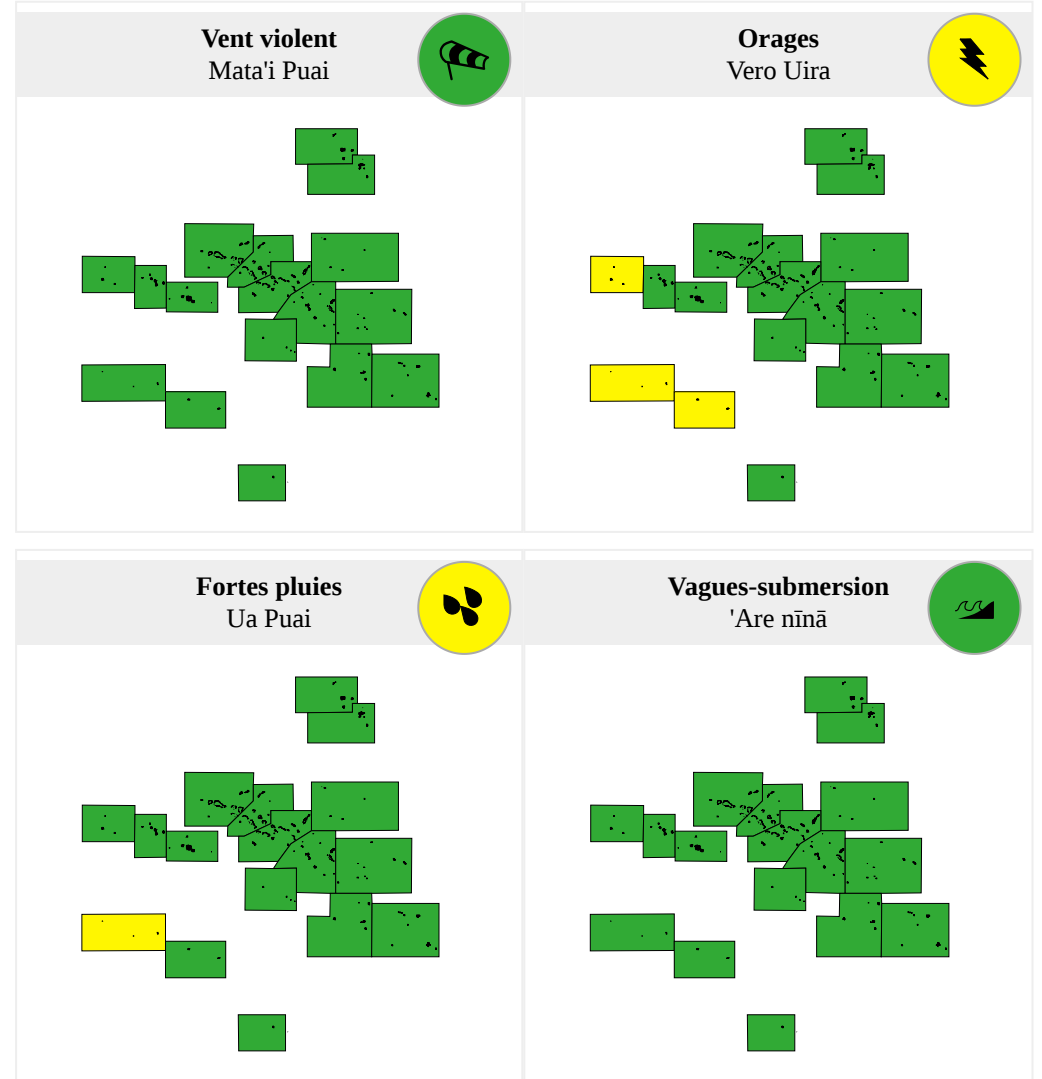 Vent violent
Mata'i Puai
Orages
Vero Uira
Fortes pluies
Ua Puai
Vagues-submersion
'Are nīnā